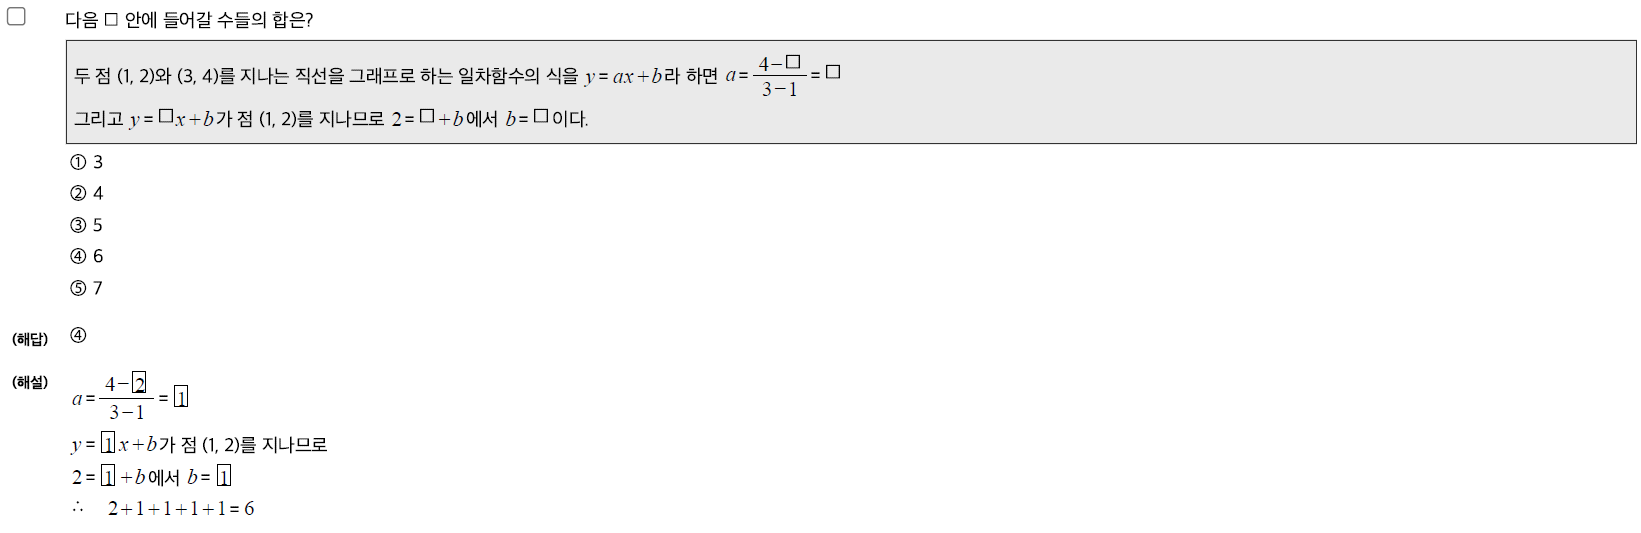 다음 □ 안에 들어갈 수들의 합은?
두 점 (1, 2)와 (3, 4)를 지나는 직선을 그래프로 하는 일차함수의 식을 y=ax+b라 하면 a=(4-□)/(3-1)=□
그리고 y=□x+b가 점 (1, 2)를 지나므로 2=□+b에서 b=□이다.
① 3
② 4
③ 5
④ 6
⑤ 7
(해답) ④
(해설) a=(4-2)/(3-1)=1
y=1x+b가 점 (1, 2)를 지나므로
2=1+b에서 b=1
∴ 2+1+1+1+1=6